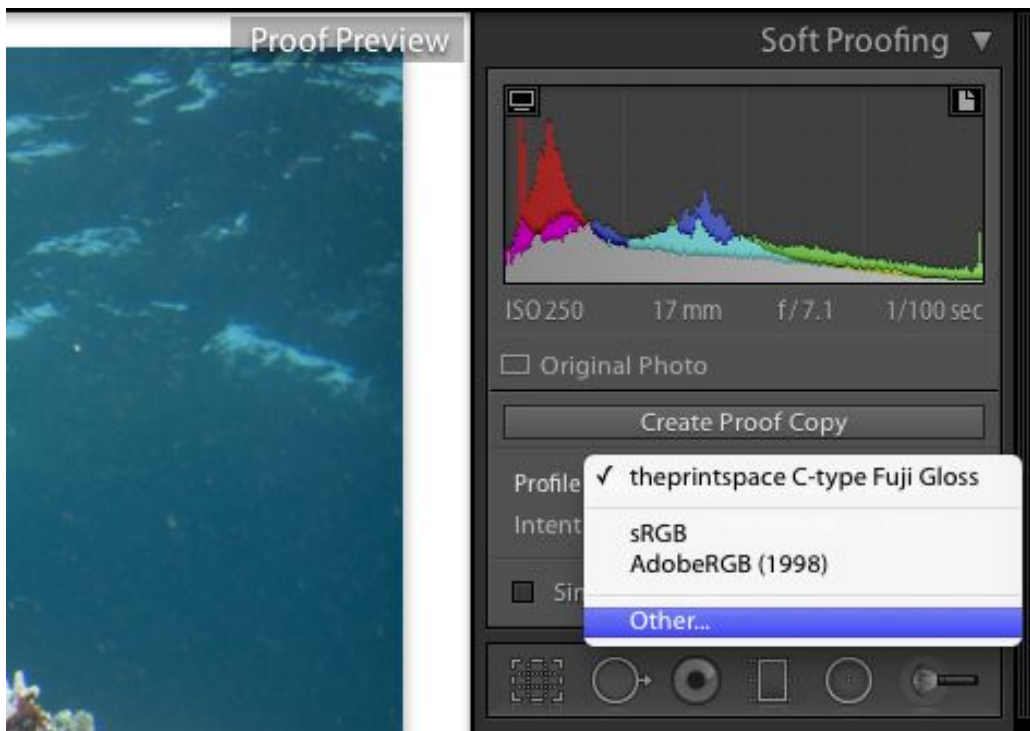 Proof Preview
Soft Proofing
ISO 250 17 mm f/7.1 1/100 sec
Original Photo
Create Proof Copy
Profile ✓ theprintspace C-type Fuji Gloss
Intent
sRGB
AdobeRGB (1998)
Other...